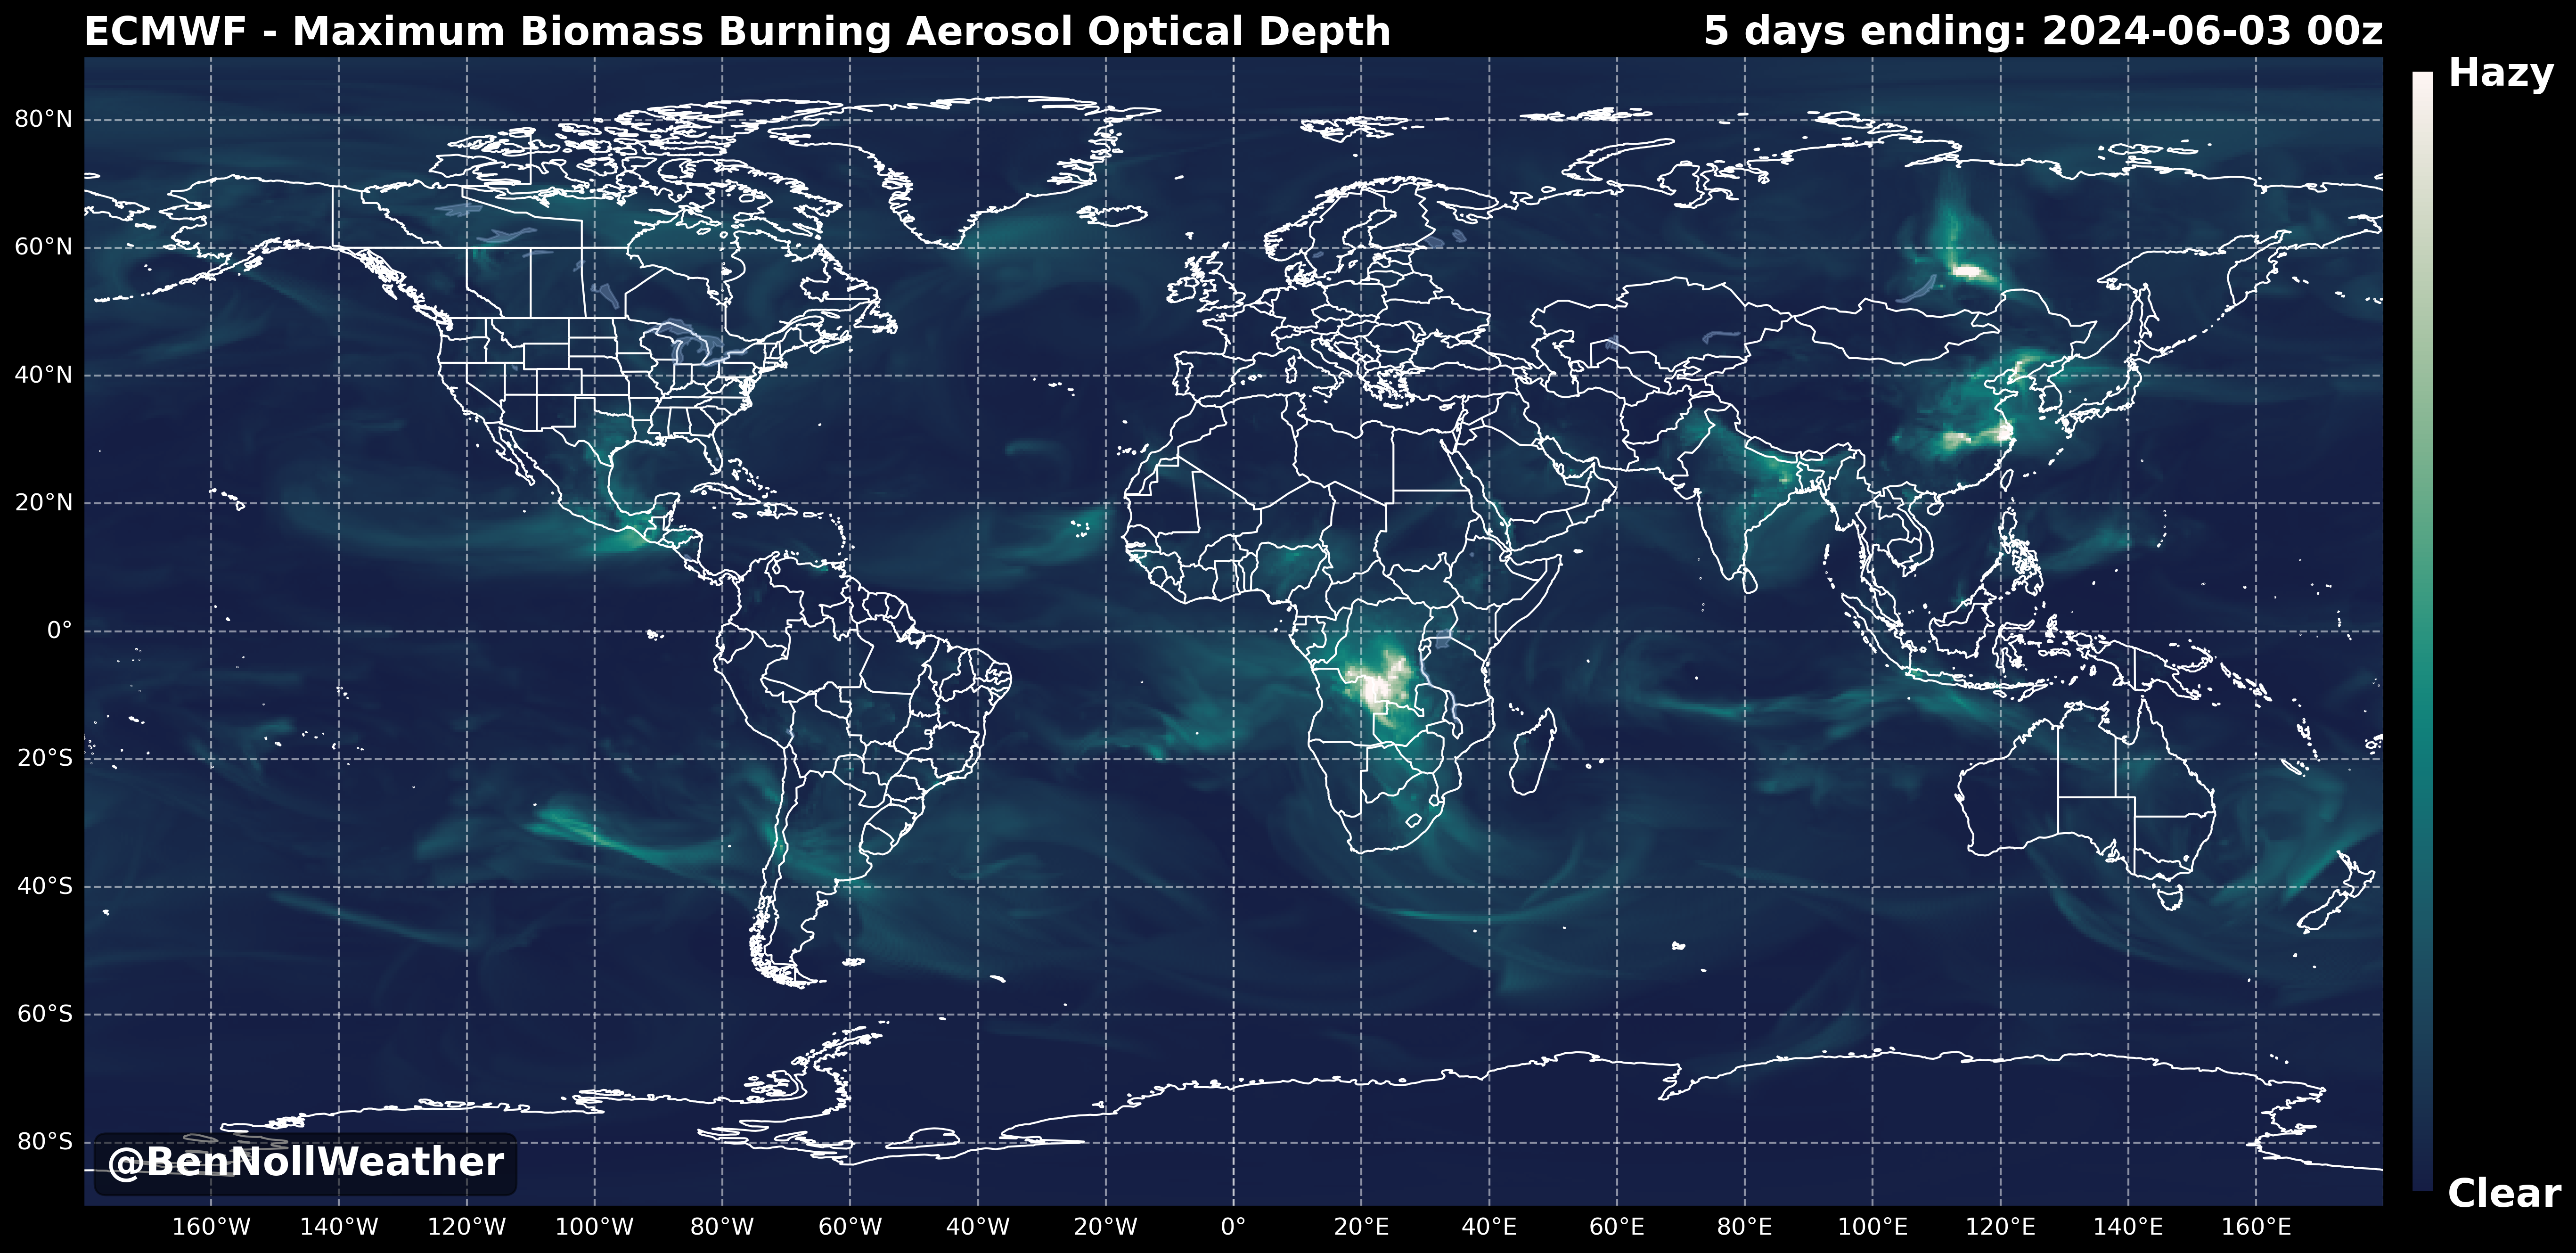 ECMWF - Maximum Biomass Burning Aerosol Optical Depth
5 days ending: 2024-06-03 00z
Hazy
80°N
60°N
40°N
20°N
0°
20°S
40°S
60°S
80°S
@BenNollWeather
Clear
160°W 140°W 120°W 100°W 80°W 60°W 40°W 20°W 0° 20°E 40°E 60°E 80°E 100°E 120°E 140°E 160°E